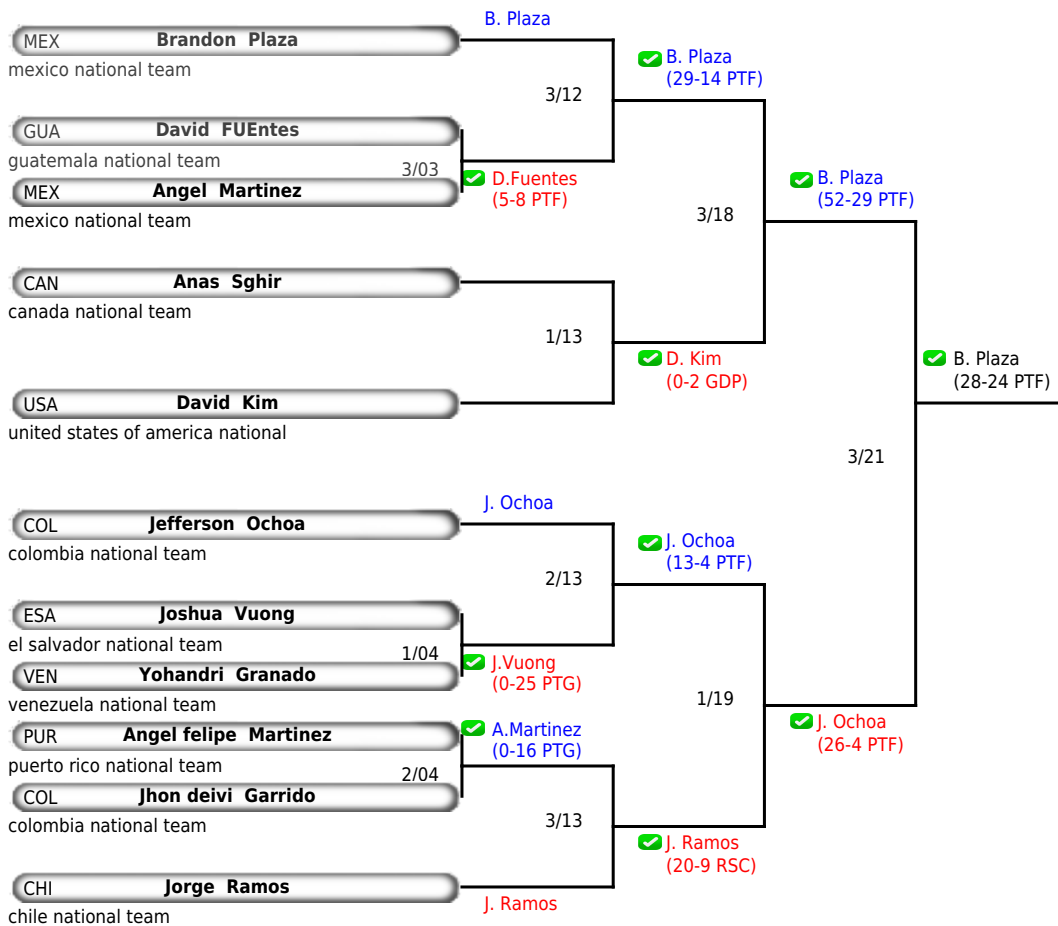 B. Plaza
MEX Brandon Plaza
mexico national team
B. Plaza
(29-14 PTF)
3/12
GUA David FUEntes
guatemala national team
3/03
D.Fuentes
(5-8 PTF)
MEX Angel Martinez
mexico national team
B. Plaza
(52-29 PTF)
3/18
CAN Anas Sghir
canada national team
1/13
D. Kim
(0-2 GDP)
B. Plaza
(28-24 PTF)
USA David Kim
united states of america national
3/21
J. Ochoa
COL Jefferson Ochoa
colombia national team
J. Ochoa
(13-4 PTF)
2/13
ESA Joshua Vuong
el salvador national team
1/04
J.Vuong
(0-25 PTG)
VEN Yohandri Granado
venezuela national team
1/19
J. Ochoa
(26-4 PTF)
PUR Angel felipe Martinez
puerto rico national team
A.Martinez
(0-16 PTG)
2/04
COL Jhon deivi Garrido
colombia national team
3/13
J. Ramos
(20-9 RSC)
CHI Jorge Ramos
chile national team
J. Ramos